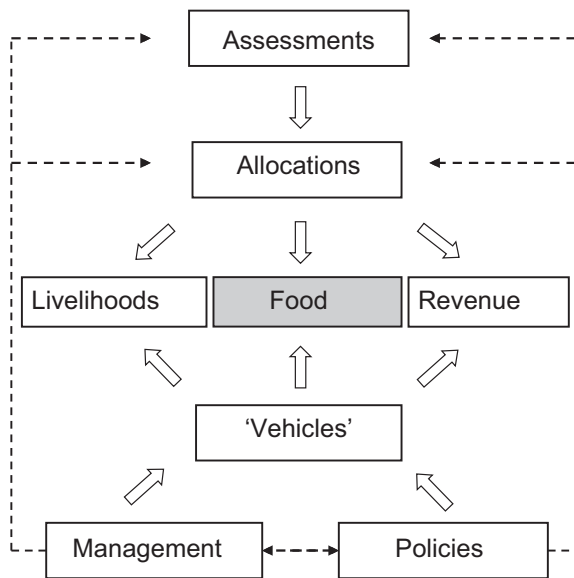 Assessments
Allocations
Livelihoods
Food
Revenue
‘Vehicles’
Management
Policies